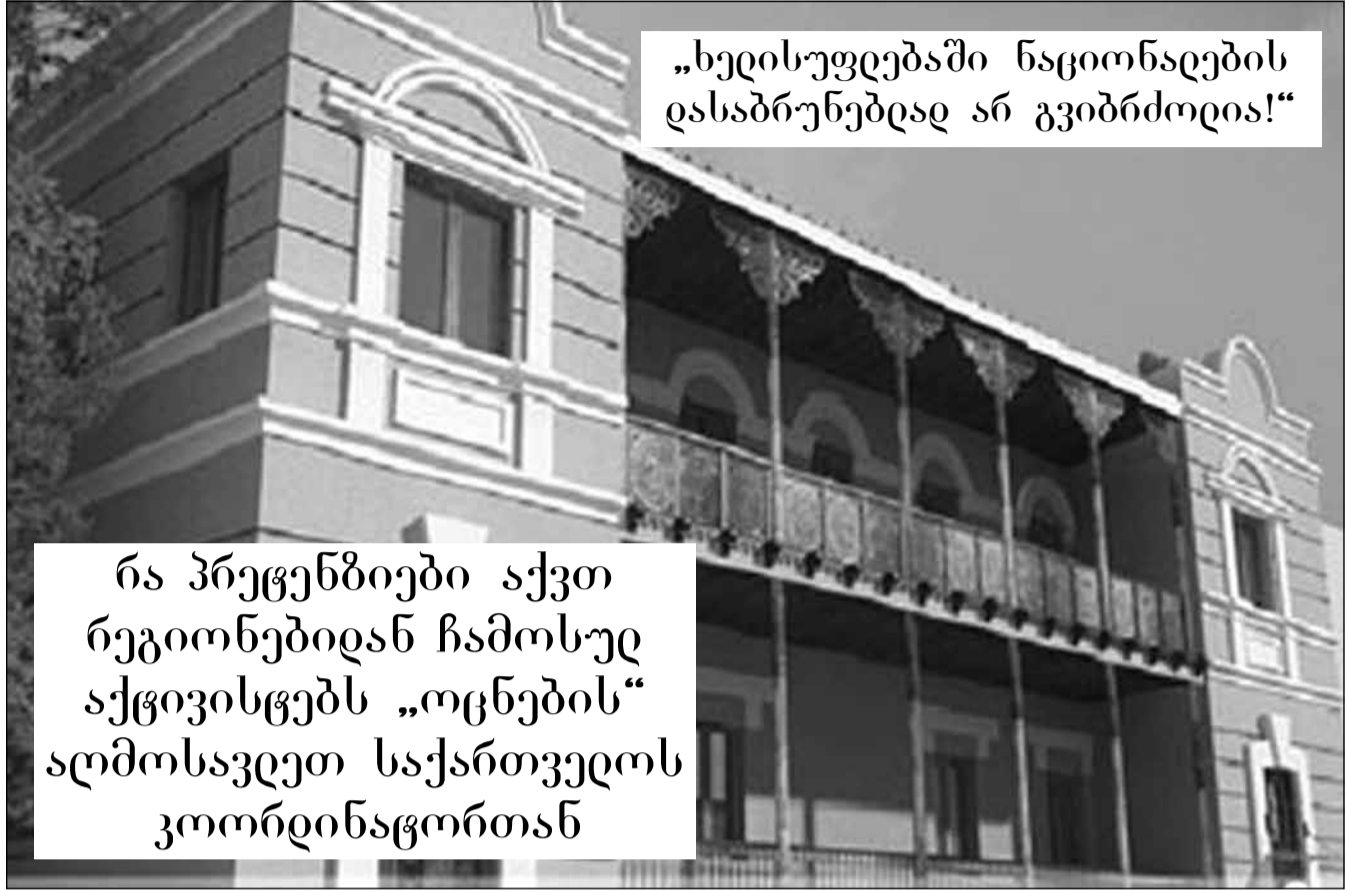 „ხელისუფლებაში ნაციონალების
დასაბრუნებლად არ გვიბრძოლია!“
რა პრეტენზიები აქვთ
რეგიონებიდან ჩამოსულ
აქტივისტებს „ოცნების“
აღმოსავლეთ საქართველოს
კოორდინატორთან